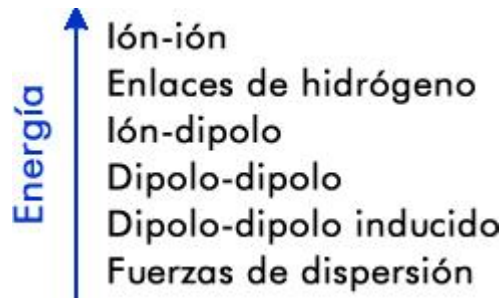 Energía
Ión-ión
Enlaces de hidrógeno
Ión-dipolo
Dipolo-dipolo
Dipolo-dipolo inducido
Fuerzas de dispersión